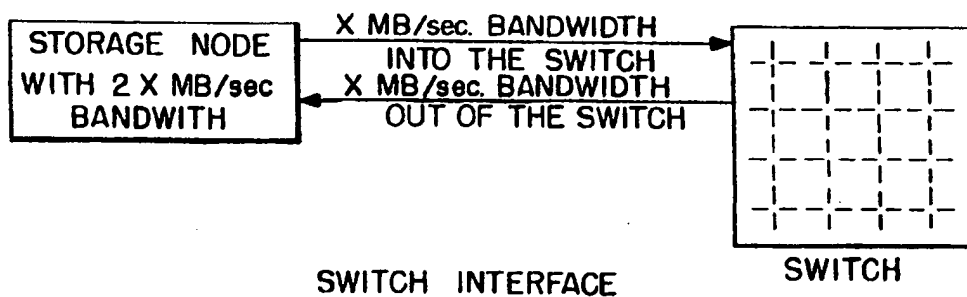 STORAGE NODE
WITH 2 X MB/sec
BANDWITH
X MB/sec. BANDWIDTH
INTO THE SWITCH
X MB/sec. BANDWIDTH
OUT OF THE SWITCH
SWITCH
SWITCH INTERFACE